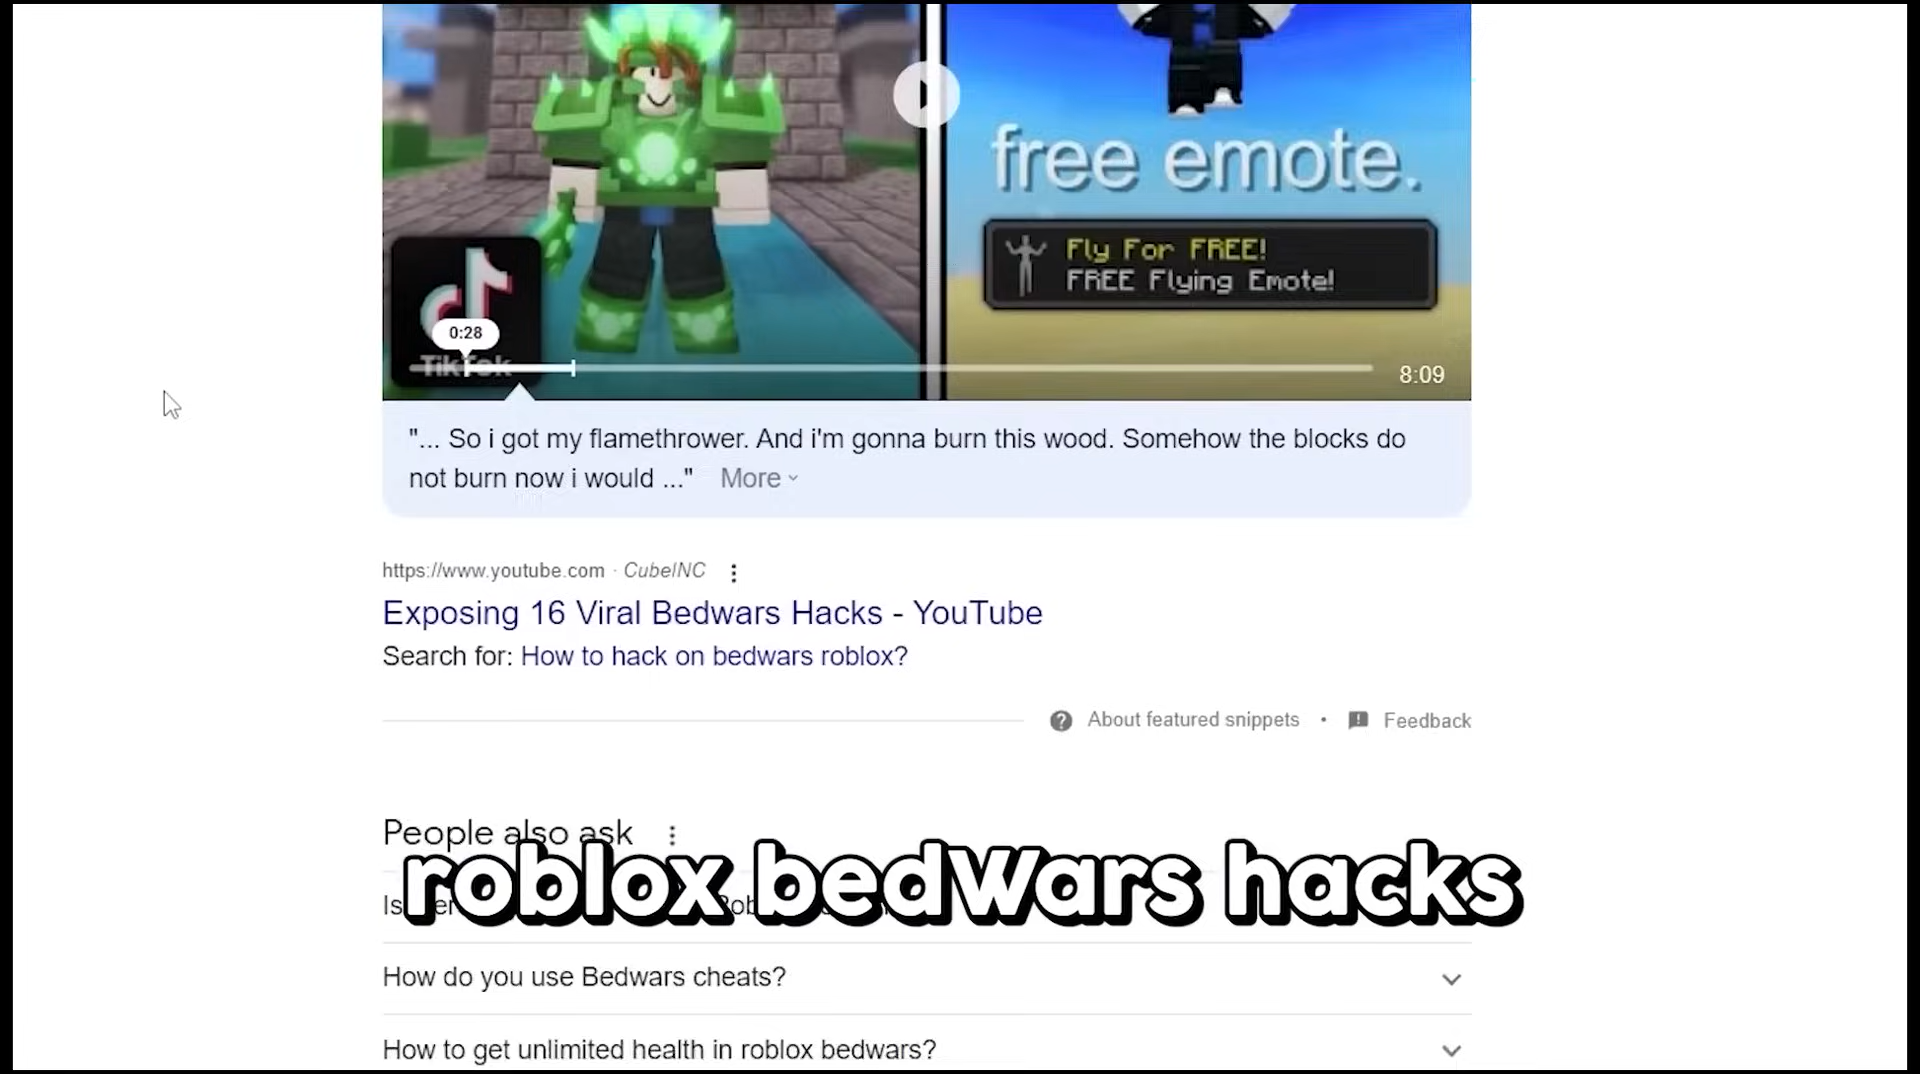 free emote.
Fly For FREE!
FREE Flying Emote!
TikTok
0:28
8:09
"... So i got my flamethrower. And i'm gonna burn this wood. Somehow the blocks do
not burn now i would ..." More
https://www.youtube.com · CubeINC
Exposing 16 Viral Bedwars Hacks - YouTube
Search for: How to hack on bedwars roblox?
About featured snippets • Feedback
People also ask
roblox bedwars hacks
How do you use Bedwars cheats?
How to get unlimited health in roblox bedwars?